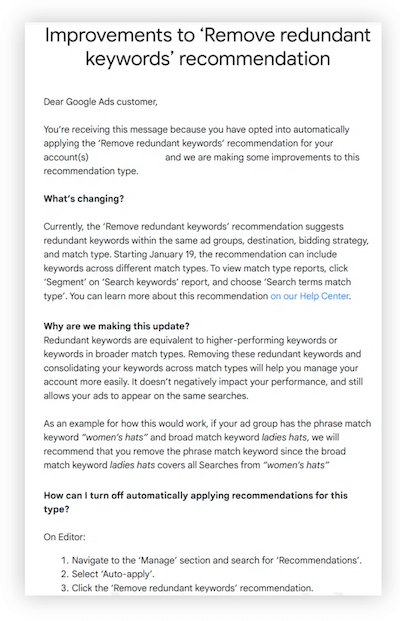 Improvements to ‘Remove redundant
keywords’ recommendation
Dear Google Ads customer,
You’re receiving this message because you have opted into automatically
applying the ‘Remove redundant keywords’ recommendation for your
account(s) and we are making some improvements to this
recommendation type.
What’s changing?
Currently, the ‘Remove redundant keywords’ recommendation suggests
redundant keywords within the same ad groups, destination, bidding strategy,
and match type. Starting January 19, the recommendation can include
keywords across different match types. To view match type reports, click
‘Segment’ on ‘Search keywords’ report, and choose ‘Search terms match
type’. You can learn more about this recommendation on our Help Center.
Why are we making this update?
Redundant keywords are equivalent to higher-performing keywords or
keywords in broader match types. Removing these redundant keywords and
consolidating your keywords across match types will help you manage your
account more easily. It doesn’t negatively impact your performance, and still
allows your ads to appear on the same searches.
As an example for how this would work, if your ad group has the phrase match
keyword “women’s hats” and broad match keyword ladies hats, we will
recommend that you remove the phrase match keyword since the broad
match keyword ladies hats covers all Searches from “women’s hats”
How can I turn off automatically applying recommendations for this
type?
On Editor:
1. Navigate to the ‘Manage’ section and search for ‘Recommendations’.
2. Select ‘Auto-apply’.
3. Click the ‘Remove redundant keywords’ recommendation.